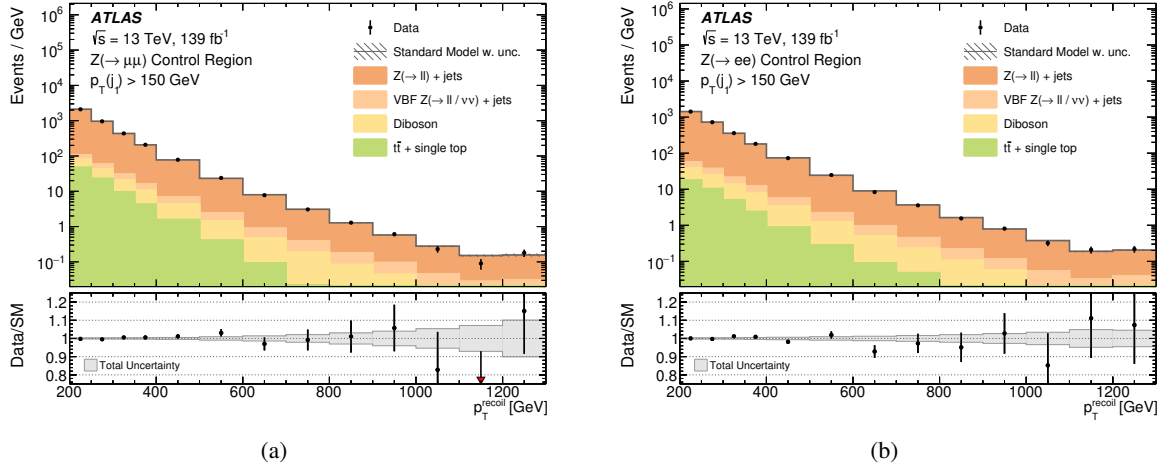 ATLAS
√s = 13 TeV, 139 fb⁻¹
Z(→ μμ) Control Region
p_T(j_1) > 150 GeV
Data
Standard Model w. unc.
Z(→ ll) + jets
VBF Z(→ ll / νν) + jets
Diboson
tt̄ + single top
Events / GeV
10⁶
10⁵
10⁴
10³
10²
10
1
10⁻¹
Data/SM
1.2
1.1
1
0.9
0.8
Total Uncertainty
200 400 600 800 1000 1200
p_T^recoil [GeV]
(a)
ATLAS
√s = 13 TeV, 139 fb⁻¹
Z(→ ee) Control Region
p_T(j_1) > 150 GeV
Data
Standard Model w. unc.
Z(→ ll) + jets
VBF Z(→ ll / νν) + jets
Diboson
tt̄ + single top
Events / GeV
10⁶
10⁵
10⁴
10³
10²
10
1
10⁻¹
Data/SM
1.2
1.1
1
0.9
0.8
Total Uncertainty
200 400 600 800 1000 1200
p_T^recoil [GeV]
(b)